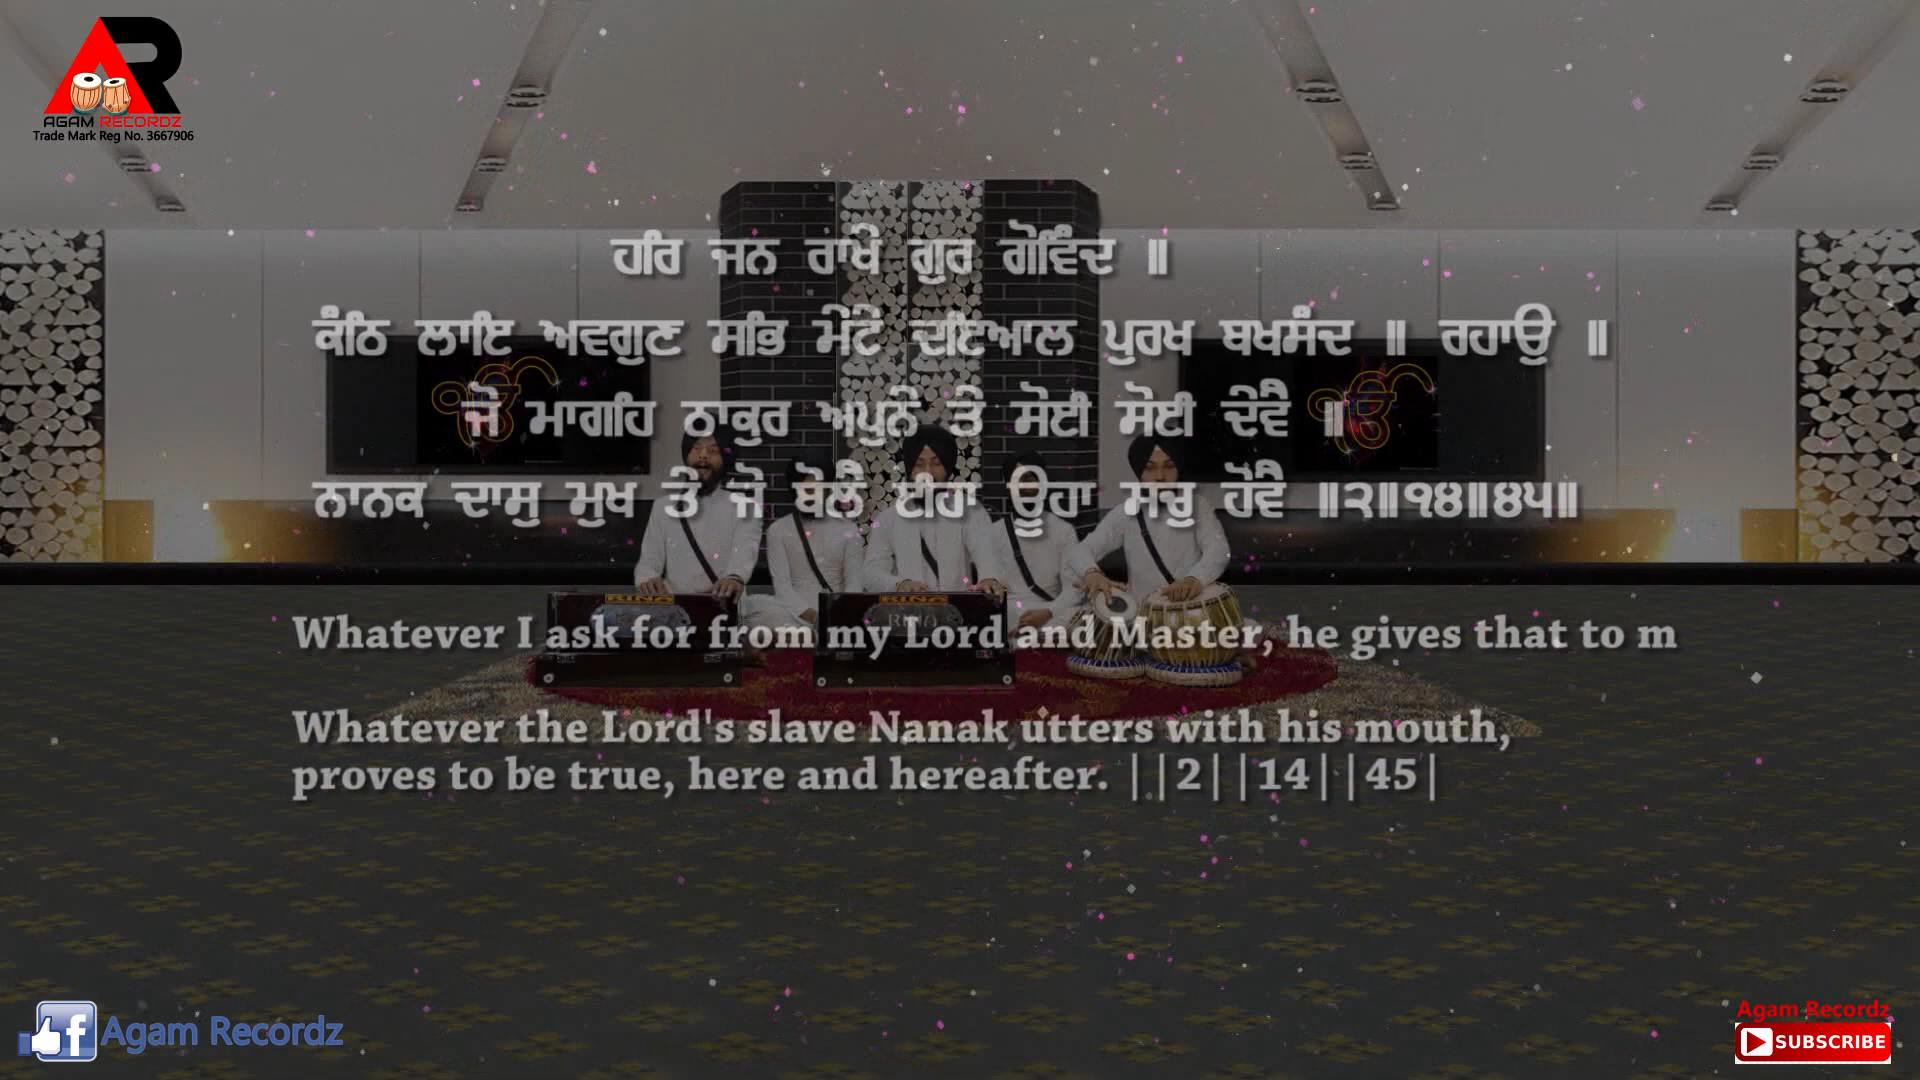 AGAM RECORDZ
Trade Mark Reg No. 3667906
ਹਰਿ ਜਨ ਰਾਖੇ ਗੁਰ ਗੋਵਿੰਦ ॥
ਕੰਠਿ ਲਾਇ ਅਵਗੁਣ ਸਭਿ ਮੇਟੇ ਦਇਆਲ ਪੁਰਖ ਬਖਸੰਦ ॥ ਰਹਾਉ ॥
ਜੋ ਮਾਗਹਿ ਠਾਕੁਰ ਅਪੁਨੇ ਤੇ ਸੋਈ ਸੋਈ ਦੇਵੈ ॥
ਨਾਨਕ ਦਾਸੁ ਮੁਖ ਤੇ ਜੋ ਬੋਲੈ ਈਹਾ ਊਹਾ ਸਚੁ ਹੋਵੈ ॥੨॥੧੪॥੪੫॥
RINA
RINA
RINA
Whatever I ask for from my Lord and Master, he gives that to m
Whatever the Lord's slave Nanak utters with his mouth,
proves to be true, here and hereafter. ||2||14||45|
Agam Recordz
Agam Recordz
SUBSCRIBE